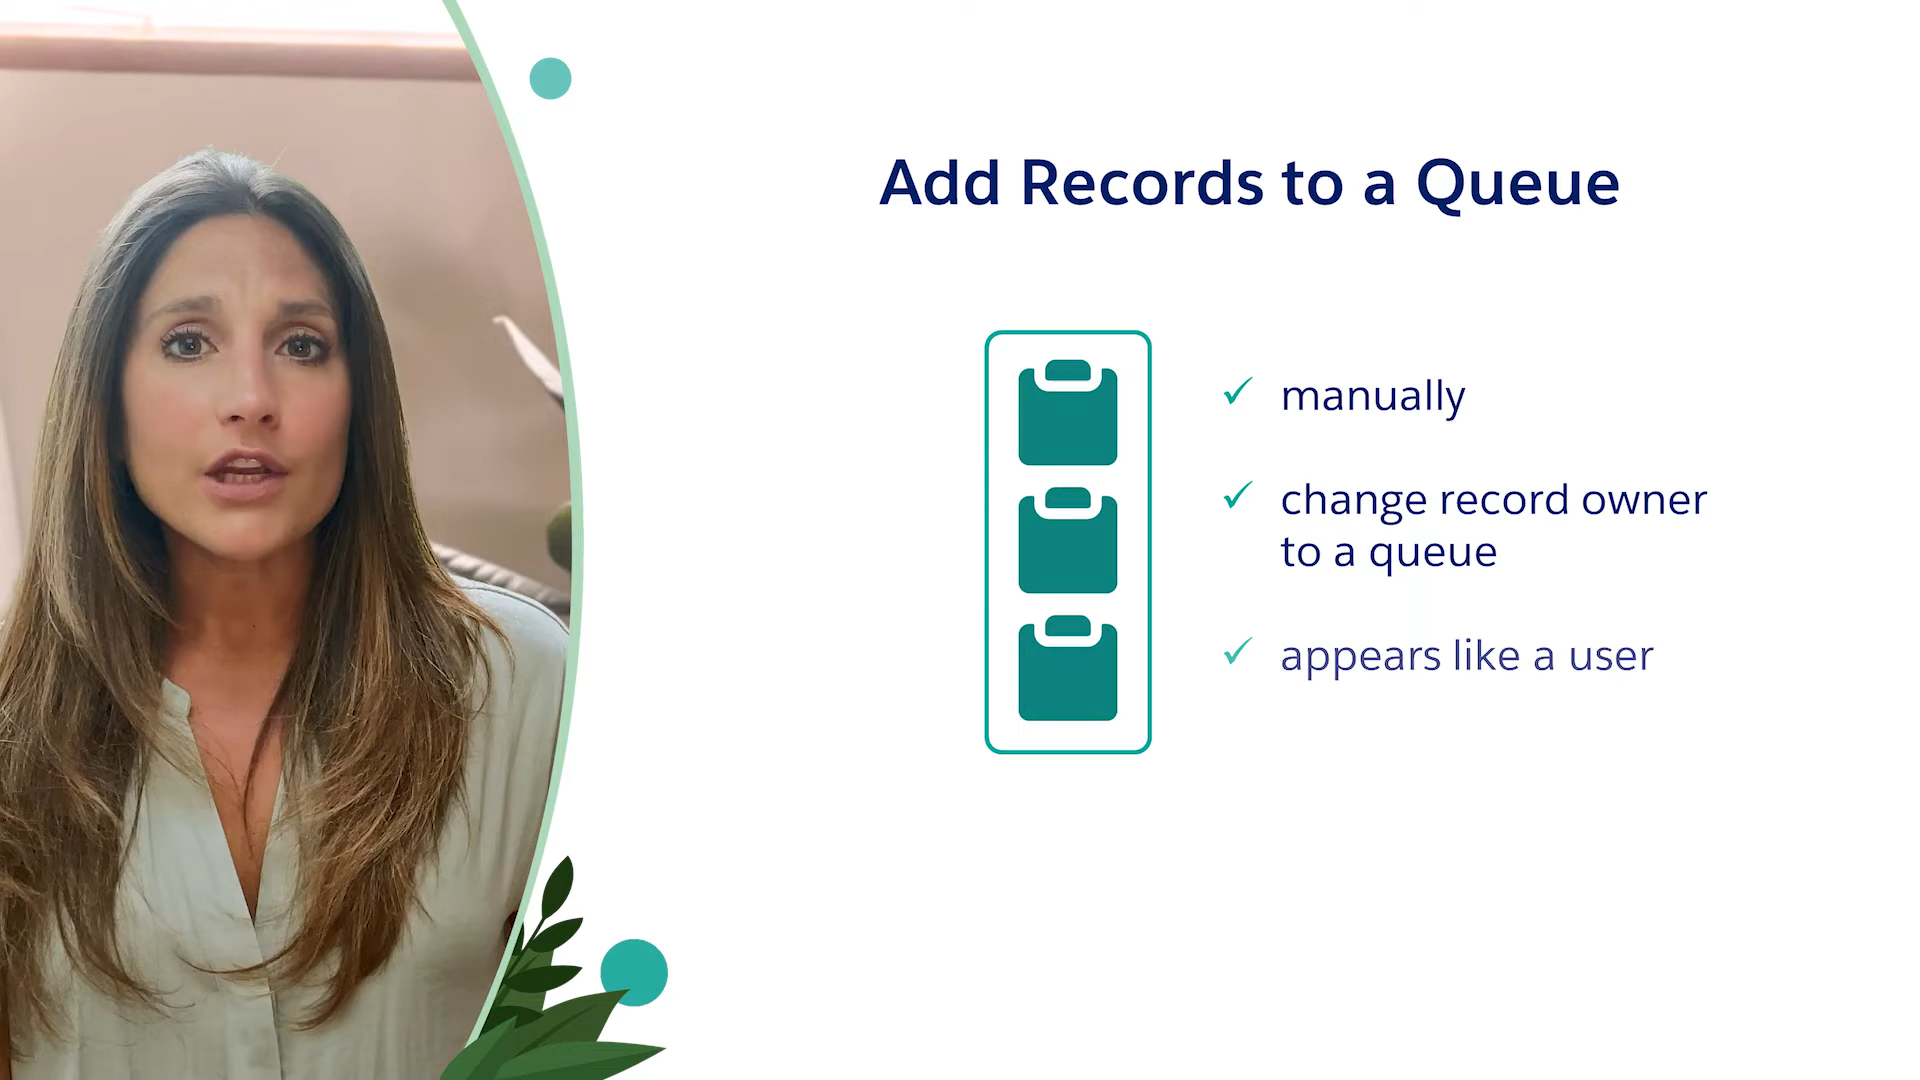 Add Records to a Queue
manually
change record owner
to a queue
appears like a user